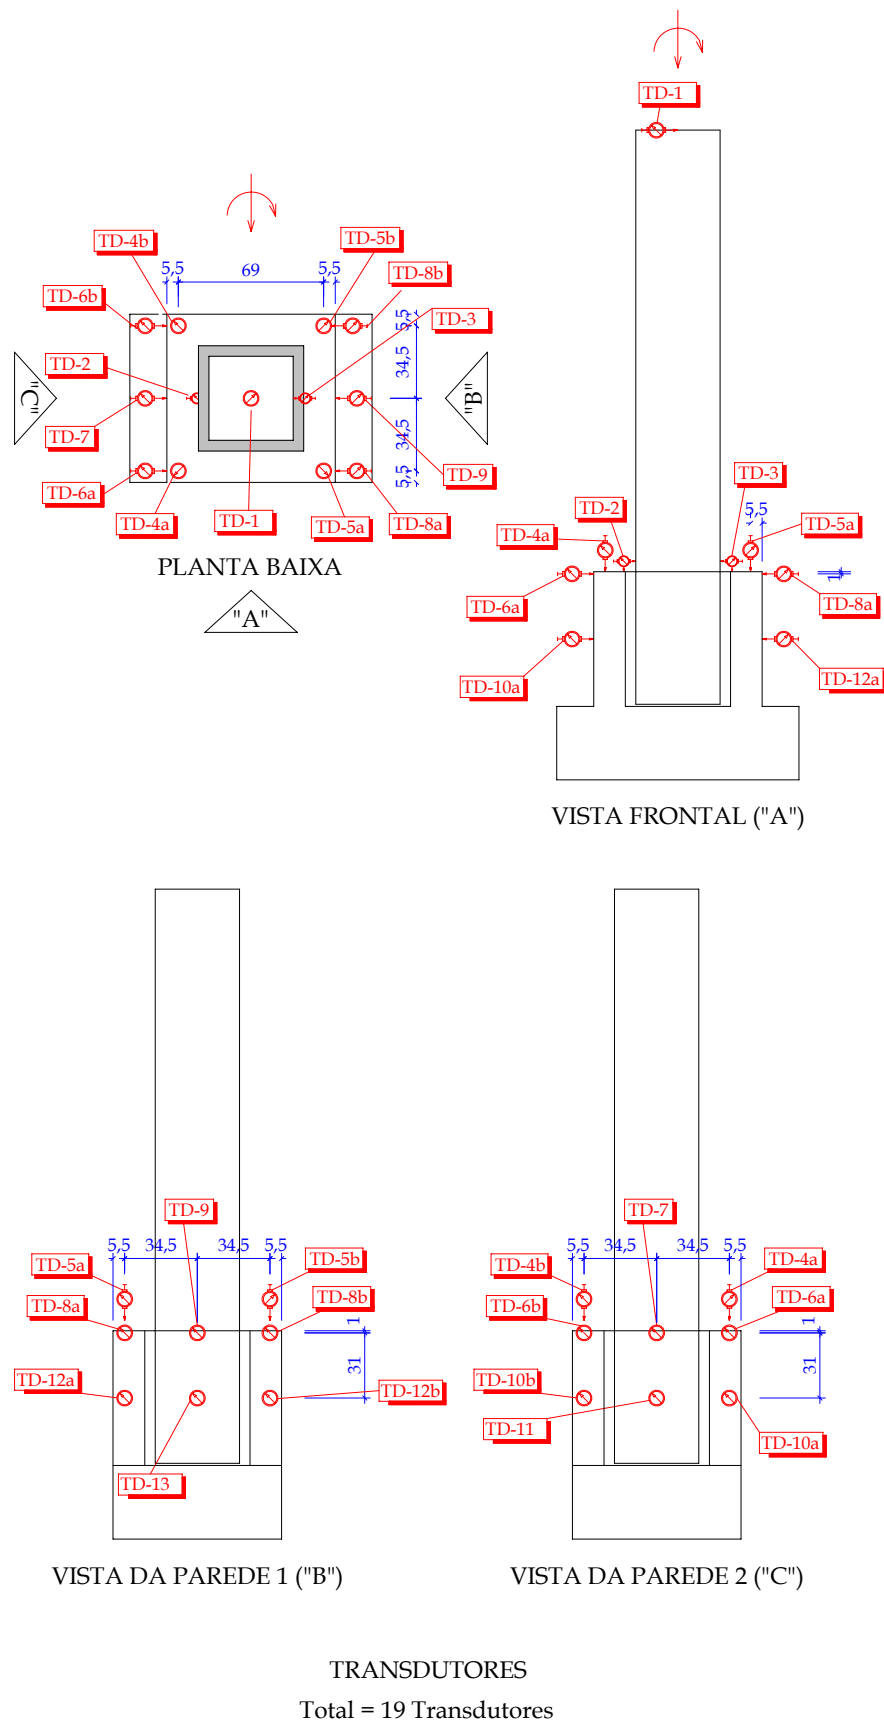 TD-1
TD-4b
TD-5b
5,5
69
5,5
TD-8b
TD-6b
TD-3
5,5
34,5
TD-2
"C"
"B"
TD-7
34,5
5,5
TD-9
TD-6a
TD-4a
TD-1
TD-5a
TD-8a
PLANTA BAIXA
"A"
TD-3
TD-2
5,5
TD-4a
TD-5a
1
TD-6a
TD-8a
TD-10a
TD-12a
VISTA FRONTAL ("A")
TD-9
5,5
34,5
34,5
5,5
TD-5a
TD-5b
TD-8a
TD-8b
1
31
TD-12a
TD-12b
TD-13
VISTA DA PAREDE 1 ("B")
TD-7
5,5
34,5
34,5
5,5
TD-4b
TD-4a
TD-6b
TD-6a
1
31
TD-10b
TD-11
TD-10a
VISTA DA PAREDE 2 ("C")
TRANSDUTORES
Total = 19 Transdutores